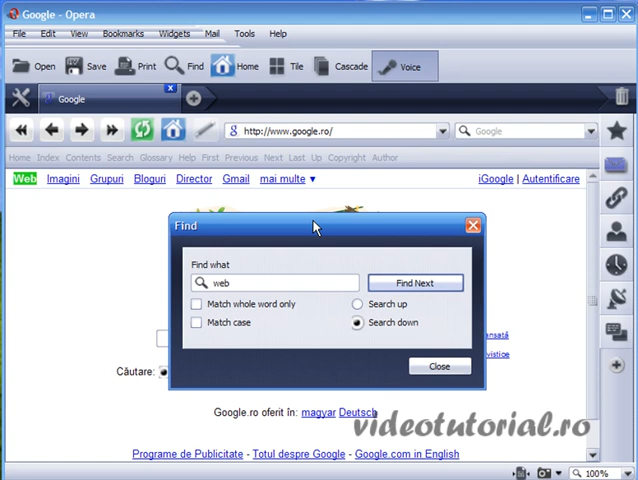 Google - Opera
File Edit View Bookmarks Widgets Mail Tools Help
Open Save Print Find Home Tile Cascade Voice
Google
http://www.google.ro/ Google
Home Index Contents Search Glossary Help First Previous Next Last Up Copyright Author
Web Imagini Grupuri Bloguri Director Gmail mai multe ▼ iGoogle | Autentificare
Find
Find what
web Find Next
Match whole word only Search up
Match case Search down
Close
Căutare:
Google.ro oferit în: magyar Deutsch
videotutorial.ro
Programe de Publicitate - Totul despre Google - Google.com in English
100%